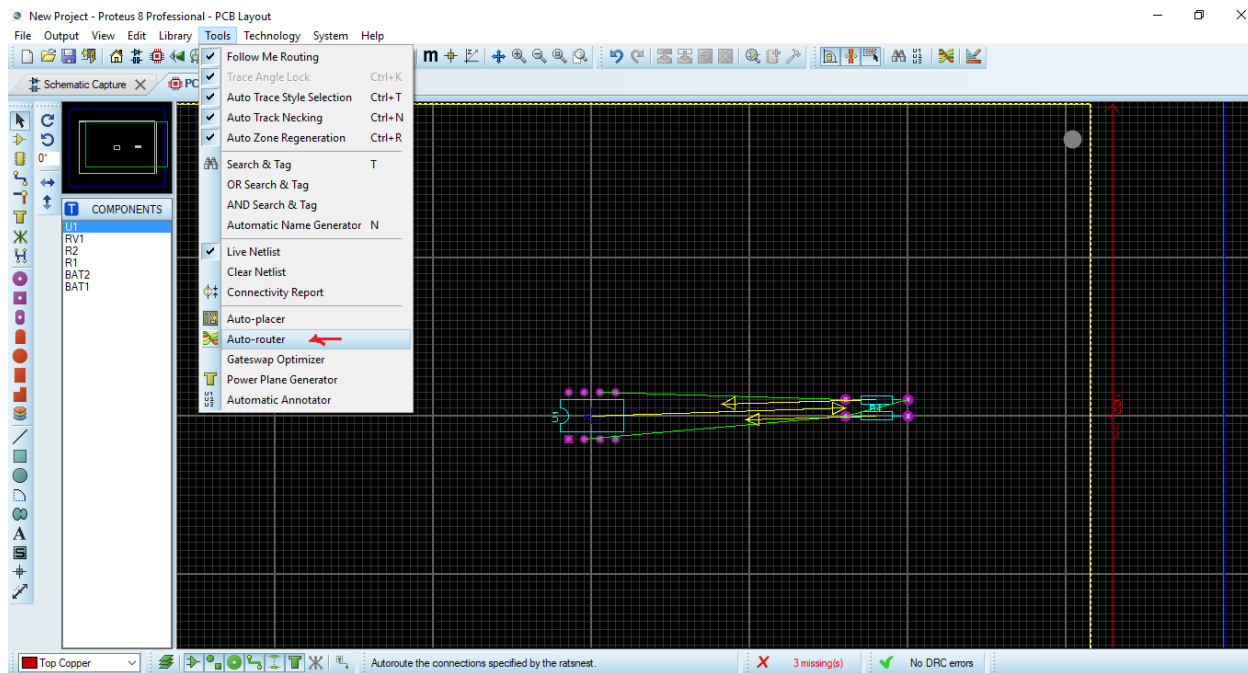 New Project - Proteus 8 Professional - PCB Layout
File Output View Edit Library Tools Technology System Help
m
U1
U2
Schematic Capture
PC
Follow Me Routing
Trace Angle Lock Ctrl+K
Auto Trace Style Selection Ctrl+T
Auto Track Necking Ctrl+N
Auto Zone Regeneration Ctrl+R
Search & Tag T
OR Search & Tag
AND Search & Tag
Automatic Name Generator N
Live Netlist
Clear Netlist
Connectivity Report
Auto-placer
Auto-router
Gateswap Optimizer
Power Plane Generator
Automatic Annotator
0°
T COMPONENTS
U1
RV1
R2
R1
BAT2
BAT1
A
S
U1
Top Copper
Autoroute the connections specified by the ratsnest.
3 missing(s)
No DRC errors